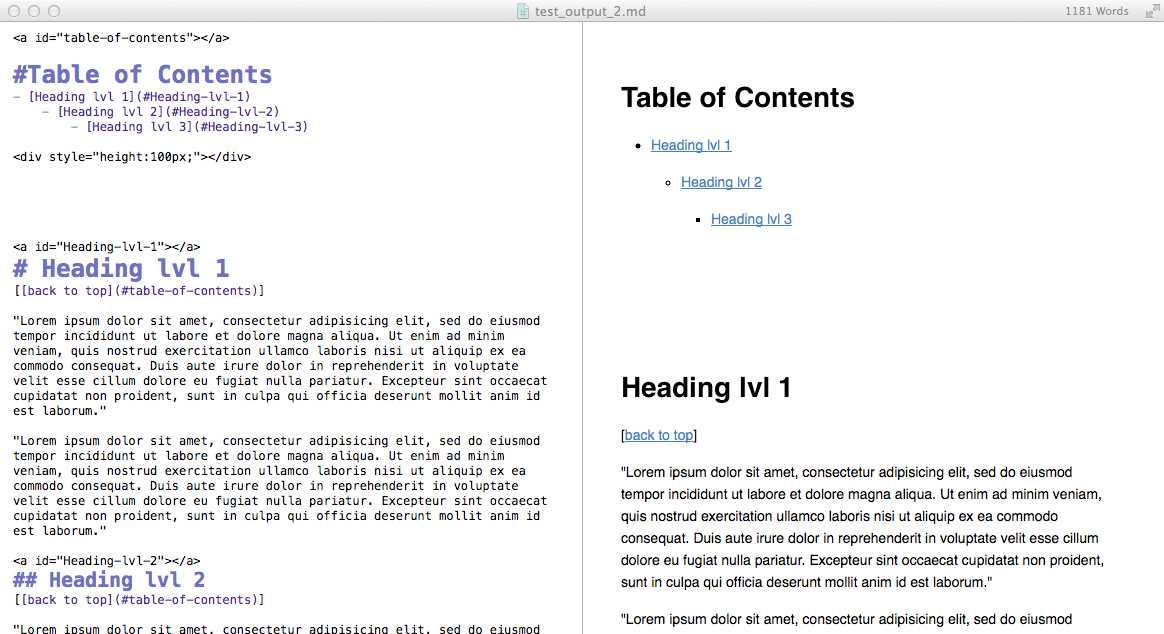 test_output_2.md
1181 Words
<a id="table-of-contents"></a>
#Table of Contents
- [Heading lvl 1](#Heading-lvl-1)
- [Heading lvl 2](#Heading-lvl-2)
- [Heading lvl 3](#Heading-lvl-3)
<div style="height:100px;"></div>
<a id="Heading-lvl-1"></a>
# Heading lvl 1
[[back to top](#table-of-contents)]
"Lorem ipsum dolor sit amet, consectetur adipisicing elit, sed do eiusmod
tempor incididunt ut labore et dolore magna aliqua. Ut enim ad minim
veniam, quis nostrud exercitation ullamco laboris nisi ut aliquip ex ea
commodo consequat. Duis aute irure dolor in reprehenderit in voluptate
velit esse cillum dolore eu fugiat nulla pariatur. Excepteur sint occaecat
cupidatat non proident, sunt in culpa qui officia deserunt mollit anim id
est laborum."
"Lorem ipsum dolor sit amet, consectetur adipisicing elit, sed do eiusmod
tempor incididunt ut labore et dolore magna aliqua. Ut enim ad minim
veniam, quis nostrud exercitation ullamco laboris nisi ut aliquip ex ea
commodo consequat. Duis aute irure dolor in reprehenderit in voluptate
velit esse cillum dolore eu fugiat nulla pariatur. Excepteur sint occaecat
cupidatat non proident, sunt in culpa qui officia deserunt mollit anim id
est laborum."
<a id="Heading-lvl-2"></a>
## Heading lvl 2
[[back to top](#table-of-contents)]
"Lorem ipsum dolor sit amet, consectetur adipisicing elit, sed do eiusmod
Table of Contents
Heading lvl 1
Heading lvl 2
Heading lvl 3
Heading lvl 1
[back to top]
"Lorem ipsum dolor sit amet, consectetur adipisicing elit, sed do eiusmod
tempor incididunt ut labore et dolore magna aliqua. Ut enim ad minim veniam,
quis nostrud exercitation ullamco laboris nisi ut aliquip ex ea commodo
consequat. Duis aute irure dolor in reprehenderit in voluptate velit esse cillum
dolore eu fugiat nulla pariatur. Excepteur sint occaecat cupidatat non proident,
sunt in culpa qui officia deserunt mollit anim id est laborum."
"Lorem ipsum dolor sit amet, consectetur adipisicing elit, sed do eiusmod